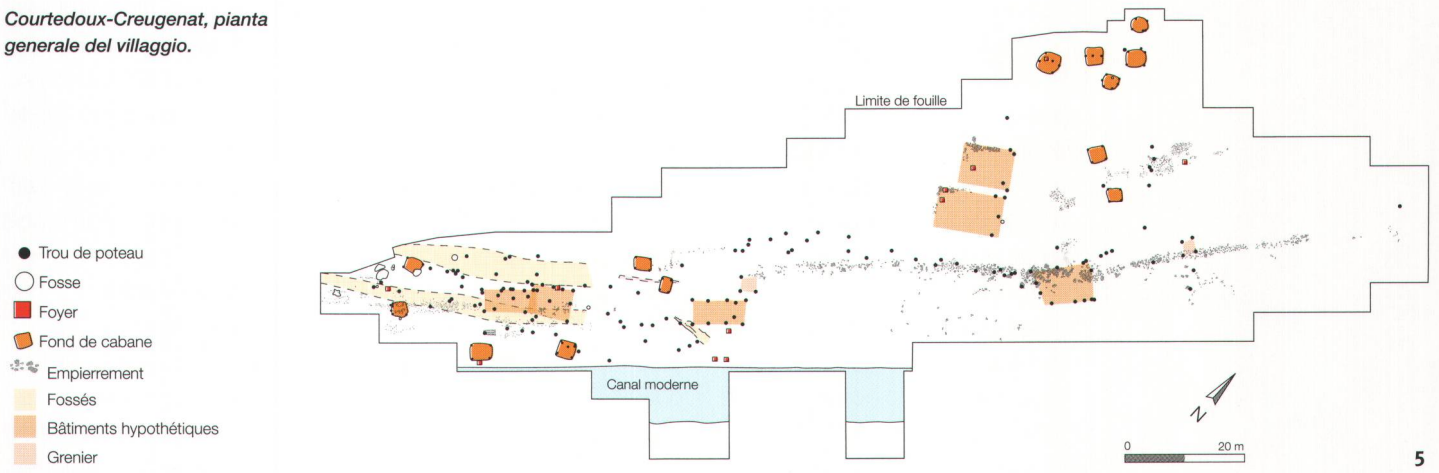 Courtedoux-Creugenat, pianta
generale del villaggio.
Limite de fouille
Trou de poteau
Fosse
Foyer
Fond de cabane
Empierrement
Fossés
Bâtiments hypothétiques
Grenier
Canal moderne
N
0 20 m
5